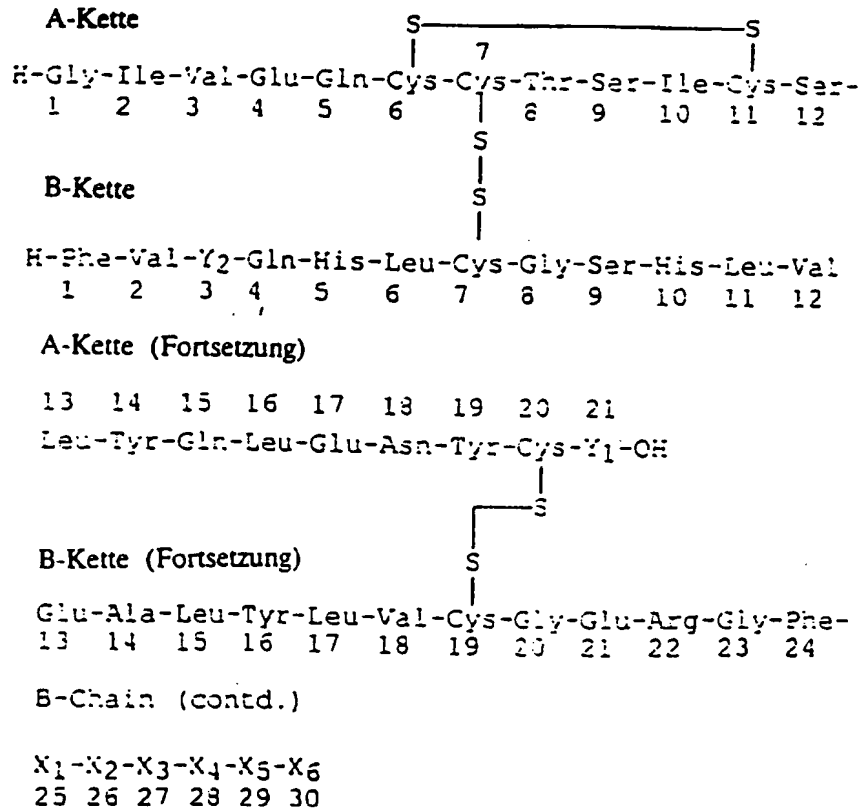 A-Kette
S S
7
H-Gly-Ile-Val-Glu-Gln-Cys-Cys-Thr-Ser-Ile-Cys-Ser-
1 2 3 4 5 6 8 9 10 11 12
S
S
B-Kette
H-Phe-Val-Y2-Gln-His-Leu-Cys-Gly-Ser-His-Leu-Val
1 2 3 4 5 6 7 8 9 10 11 12
A-Kette (Fortsetzung)
13 14 15 16 17 18 19 20 21
Leu-Tyr-Gln-Leu-Glu-Asn-Tyr-Cys-Y1-OH
S
S
B-Kette (Fortsetzung)
Glu-Ala-Leu-Tyr-Leu-Val-Cys-Gly-Glu-Arg-Gly-Phe-
13 14 15 16 17 18 19 20 21 22 23 24
B-Chain (contd.)
X1-X2-X3-X4-X5-X6
25 26 27 28 29 30